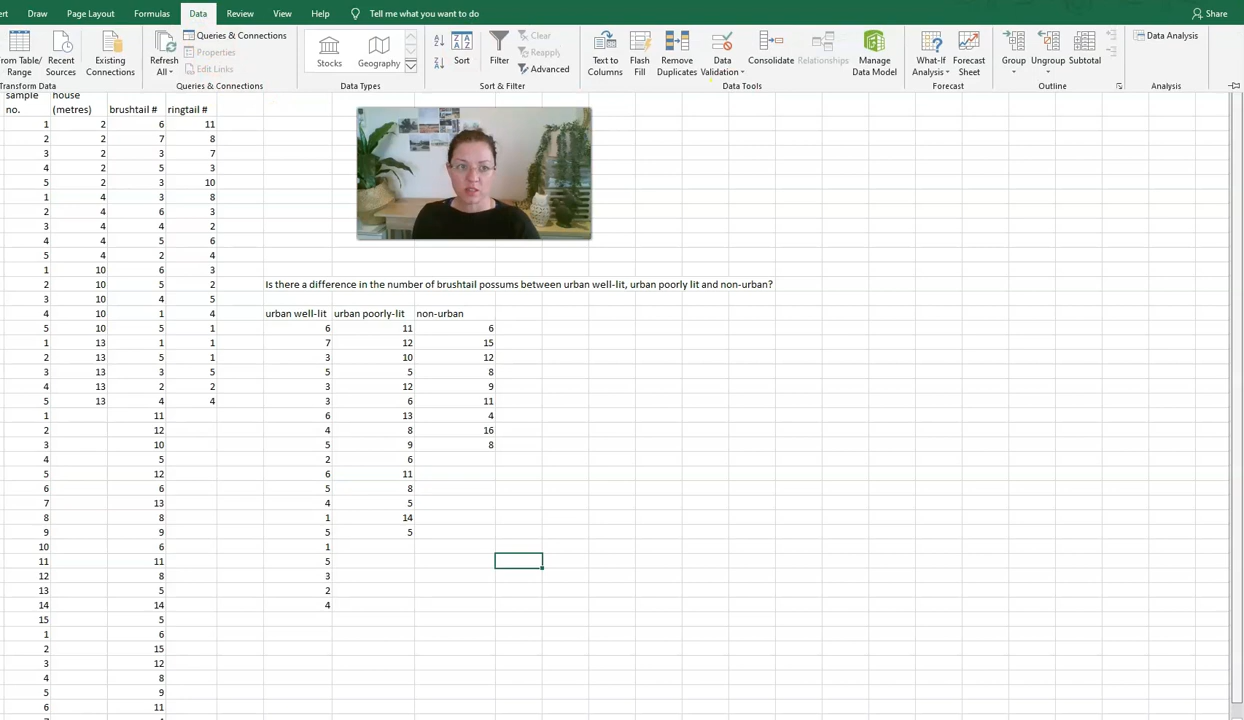 Draw Page Layout Formulas Data Review View Help Tell me what you want to do Share
Table/ Range
Recent Sources
Existing Connections
Refresh All
Queries & Connections
Properties
Edit Links
Stocks
Geography
Sort
Filter
Clear
Reapply
Advanced
Text to Columns
Flash Fill
Remove Duplicates
Data Validation
Consolidate
Relationships
Manage Data Model
What-If Analysis
Forecast Sheet
Group
Ungroup
Subtotal
Data Analysis
Queries & Connections Data Types Sort & Filter Data Tools Forecast Outline Analysis
sample house
no. (metres) brushtail # ringtail #
1 2 6 11
2 2 7 8
3 2 3 7
4 2 5 3
5 2 3 10
1 4 3 8
2 4 6 3
3 4 4 2
4 4 5 6
5 4 2 4
1 10 6 3
2 10 5 2 Is there a difference in the number of brushtail possums between urban well-lit, urban poorly lit and non-urban?
3 10 4 5
4 10 1 4 urban well-lit urban poorly-lit non-urban
5 10 5 1 6 11 6
1 13 1 1 7 12 15
2 13 5 1 3 10 12
3 13 3 5 5 5 8
4 13 2 2 3 12 9
5 13 4 4 3 6 11
1 11 6 13 4
2 12 4 8 16
3 10 5 9 8
4 5 2 6
5 12 6 11
6 6 5 8
7 13 4 5
8 8 1 14
9 9 5 5
10 6 1
11 11 5
12 8 3
13 5 2
14 14 4
15 5
1 6
2 15
3 12
4 8
5 9
6 11